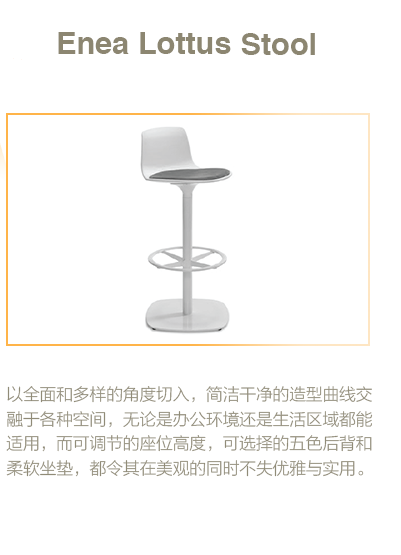 Enea Lottus Stool
以全面和多样的角度切入，简洁干净的造型曲线交
融于各种空间，无论是办公环境还是生活区域都能
适用，而可调节的座位高度，可选择的五色后背和
柔软坐垫，都令其在美观的同时不失优雅与实用。